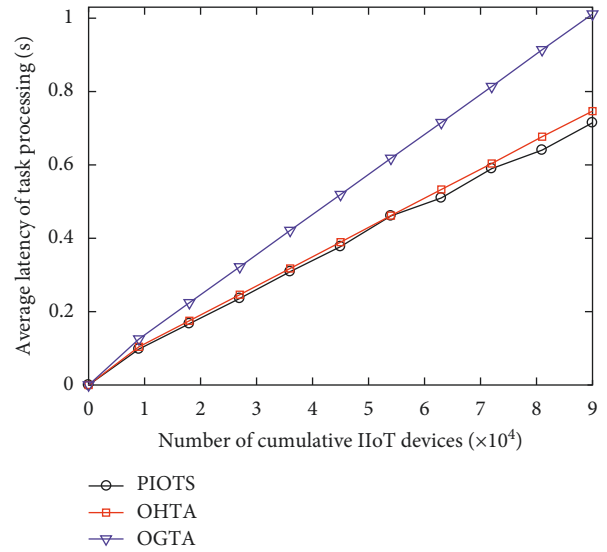 Average latency of task processing (s)
1
0.8
0.6
0.4
0.2
0
0 1 2 3 4 5 6 7 8 9
Number of cumulative IIoT devices (×10⁴)
PIOTS
OHTA
OGTA